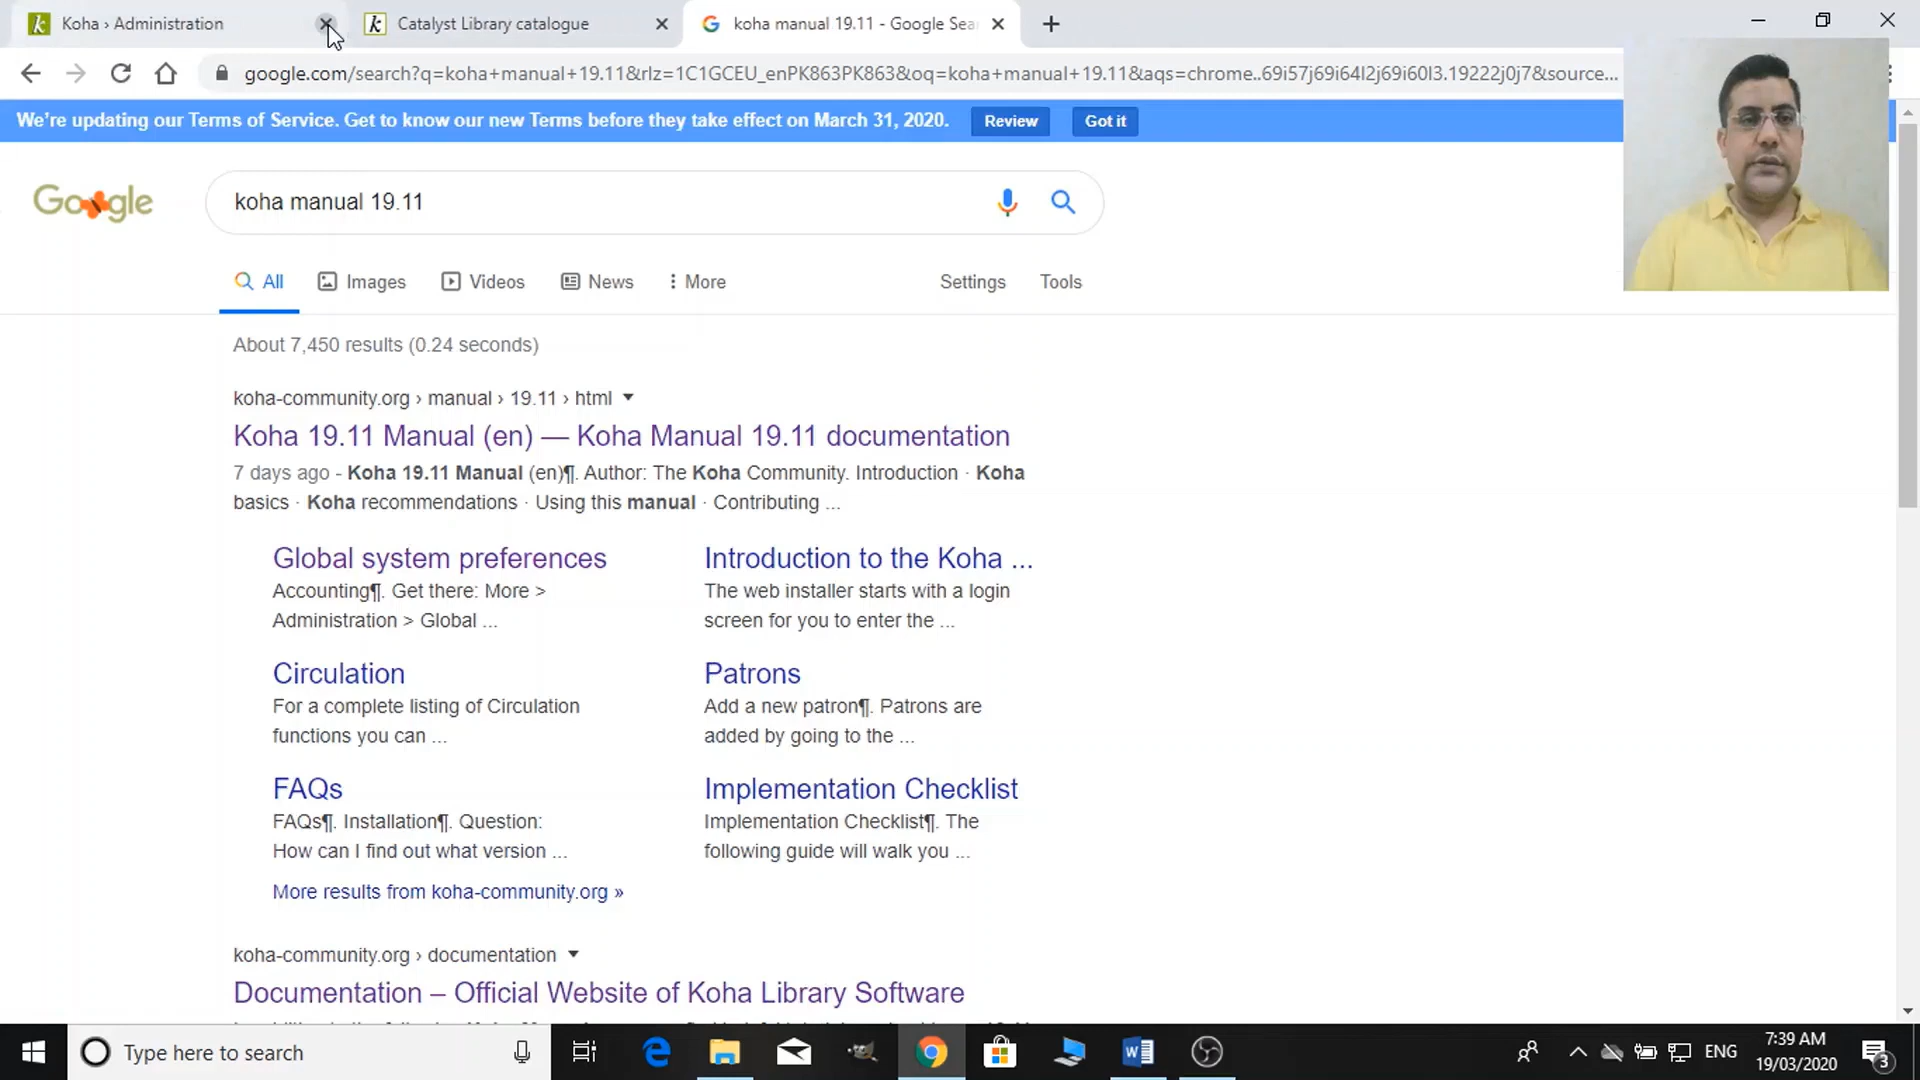 Koha › Administration
Catalyst Library catalogue
koha manual 19.11 - Google Sea
google.com/search?q=koha+manual+19.11&rlz=1C1GCEU_enPK863PK863&oq=koha+manual+19.11&aqs=chrome..69i57j69i64l2j69i60l3.19222j0j7&source...
We're updating our Terms of Service. Get to know our new Terms before they take effect on March 31, 2020.
Review
Got it
Google
koha manual 19.11
All
Images
Videos
News
More
Settings
Tools
About 7,450 results (0.24 seconds)
koha-community.org › manual › 19.11 › html
Koha 19.11 Manual (en) — Koha Manual 19.11 documentation
7 days ago - Koha 19.11 Manual (en)¶. Author: The Koha Community. Introduction · Koha
basics · Koha recommendations · Using this manual · Contributing ...
Global system preferences
Accounting¶. Get there: More >
Administration > Global ...
Introduction to the Koha ...
The web installer starts with a login
screen for you to enter the ...
Circulation
For a complete listing of Circulation
functions you can ...
Patrons
Add a new patron¶. Patrons are
added by going to the ...
FAQs
FAQs¶. Installation¶. Question:
How can I find out what version ...
Implementation Checklist
Implementation Checklist¶. The
following guide will walk you ...
More results from koha-community.org »
koha-community.org › documentation
Documentation – Official Website of Koha Library Software
Type here to search
ENG
7:39 AM
19/03/2020
3